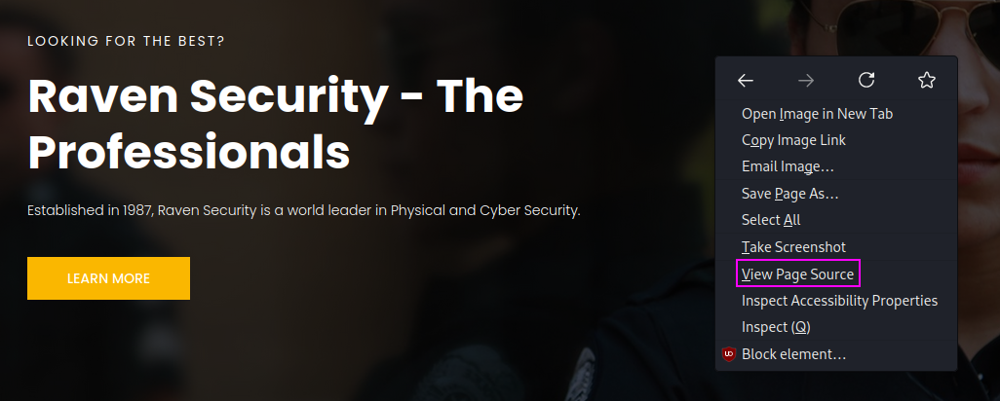 LOOKING FOR THE BEST?
Raven Security - The
Professionals
Established in 1987, Raven Security is a world leader in Physical and Cyber Security.
LEARN MORE
Open Image in New Tab
Copy Image Link
Email Image...
Save Page As...
Select All
Take Screenshot
View Page Source
Inspect Accessibility Properties
Inspect (Q)
Block element...